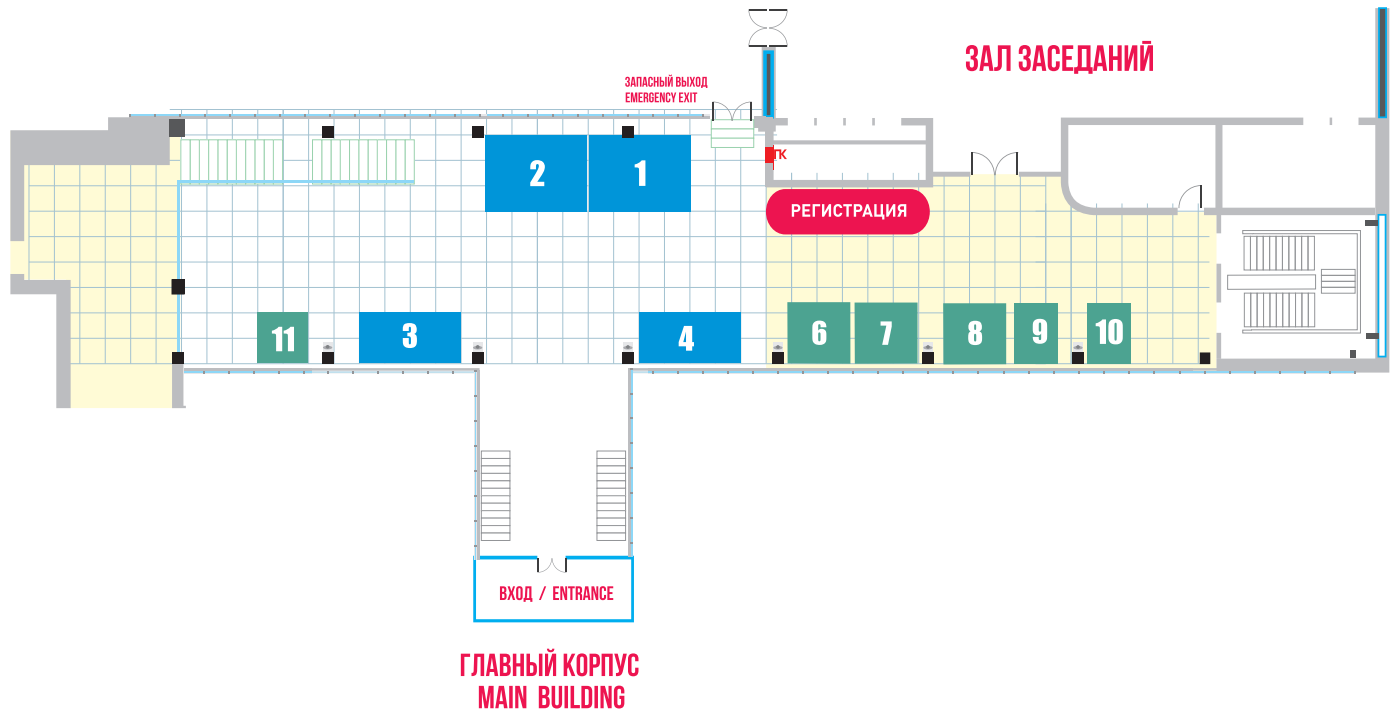 ЗАЛ ЗАСЕДАНИЙ
ЗАПАСНЫЙ ВЫХОД
EMERGENCY EXIT
2
1
ГК
РЕГИСТРАЦИЯ
11
3
4
6
7
8
9
10
ВХОД / ENTRANCE
ГЛАВНЫЙ КОРПУС
MAIN BUILDING